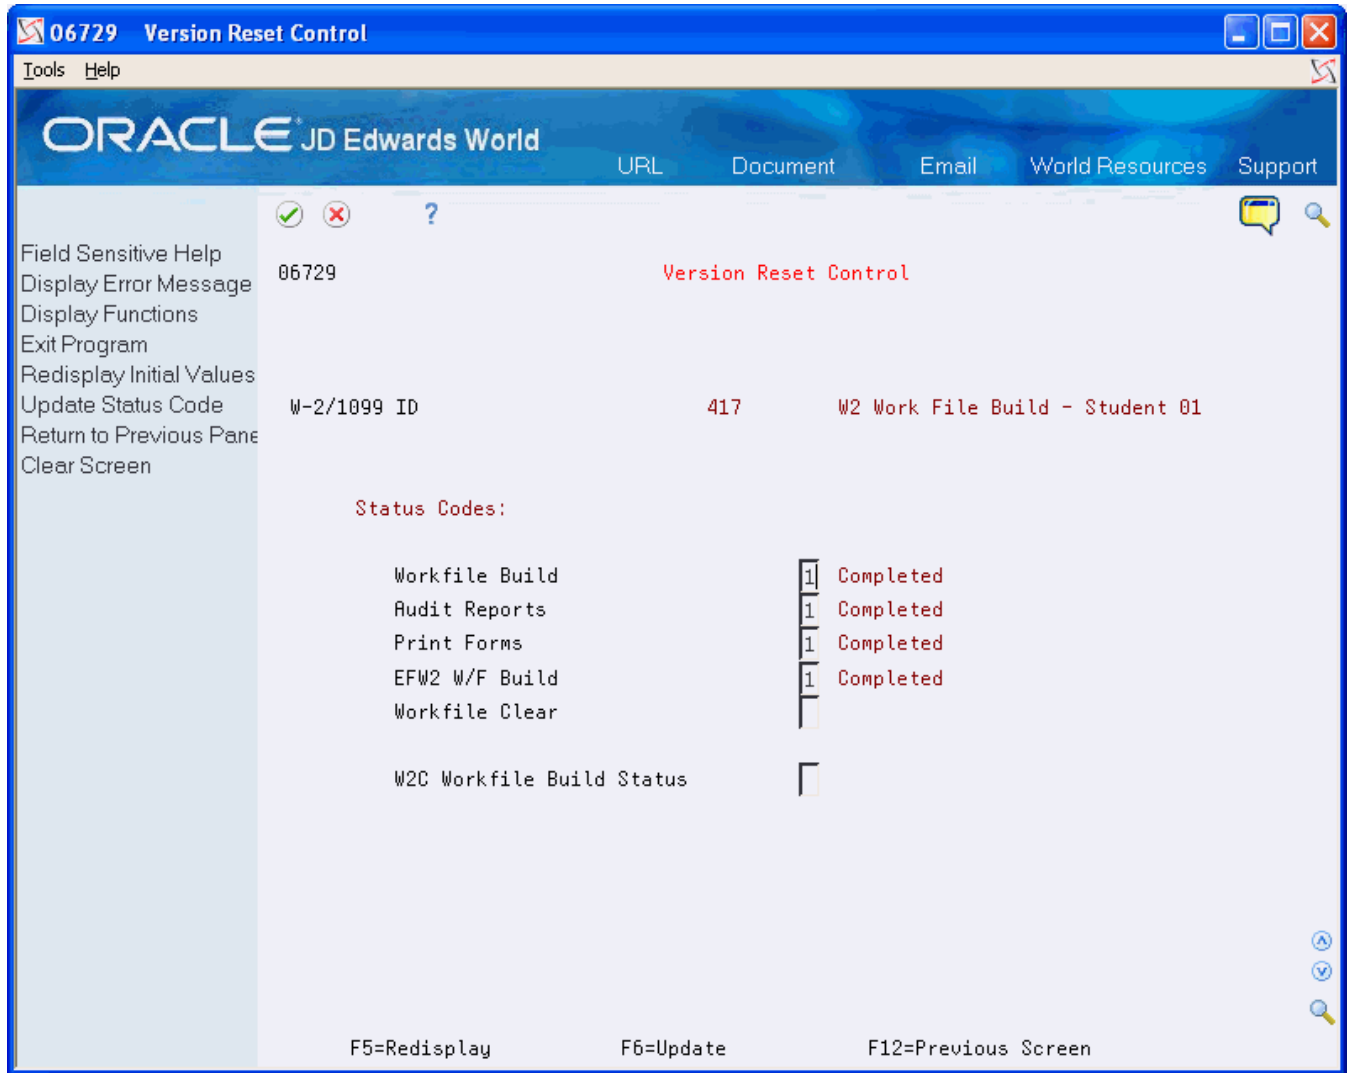 06729 Version Reset Control
Tools Help
ORACLE JD Edwards World
URL Document Email World Resources Support
?
Field Sensitive Help
Display Error Message
Display Functions
Exit Program
Redisplay Initial Values
Update Status Code
Return to Previous Pane
Clear Screen
06729 Version Reset Control
W-2/1099 ID 417 W2 Work File Build - Student 01
Status Codes:
Workfile Build 1 Completed
Audit Reports 1 Completed
Print Forms 1 Completed
EFW2 W/F Build 1 Completed
Workfile Clear
W2C Workfile Build Status
F5=Redisplay F6=Update F12=Previous Screen